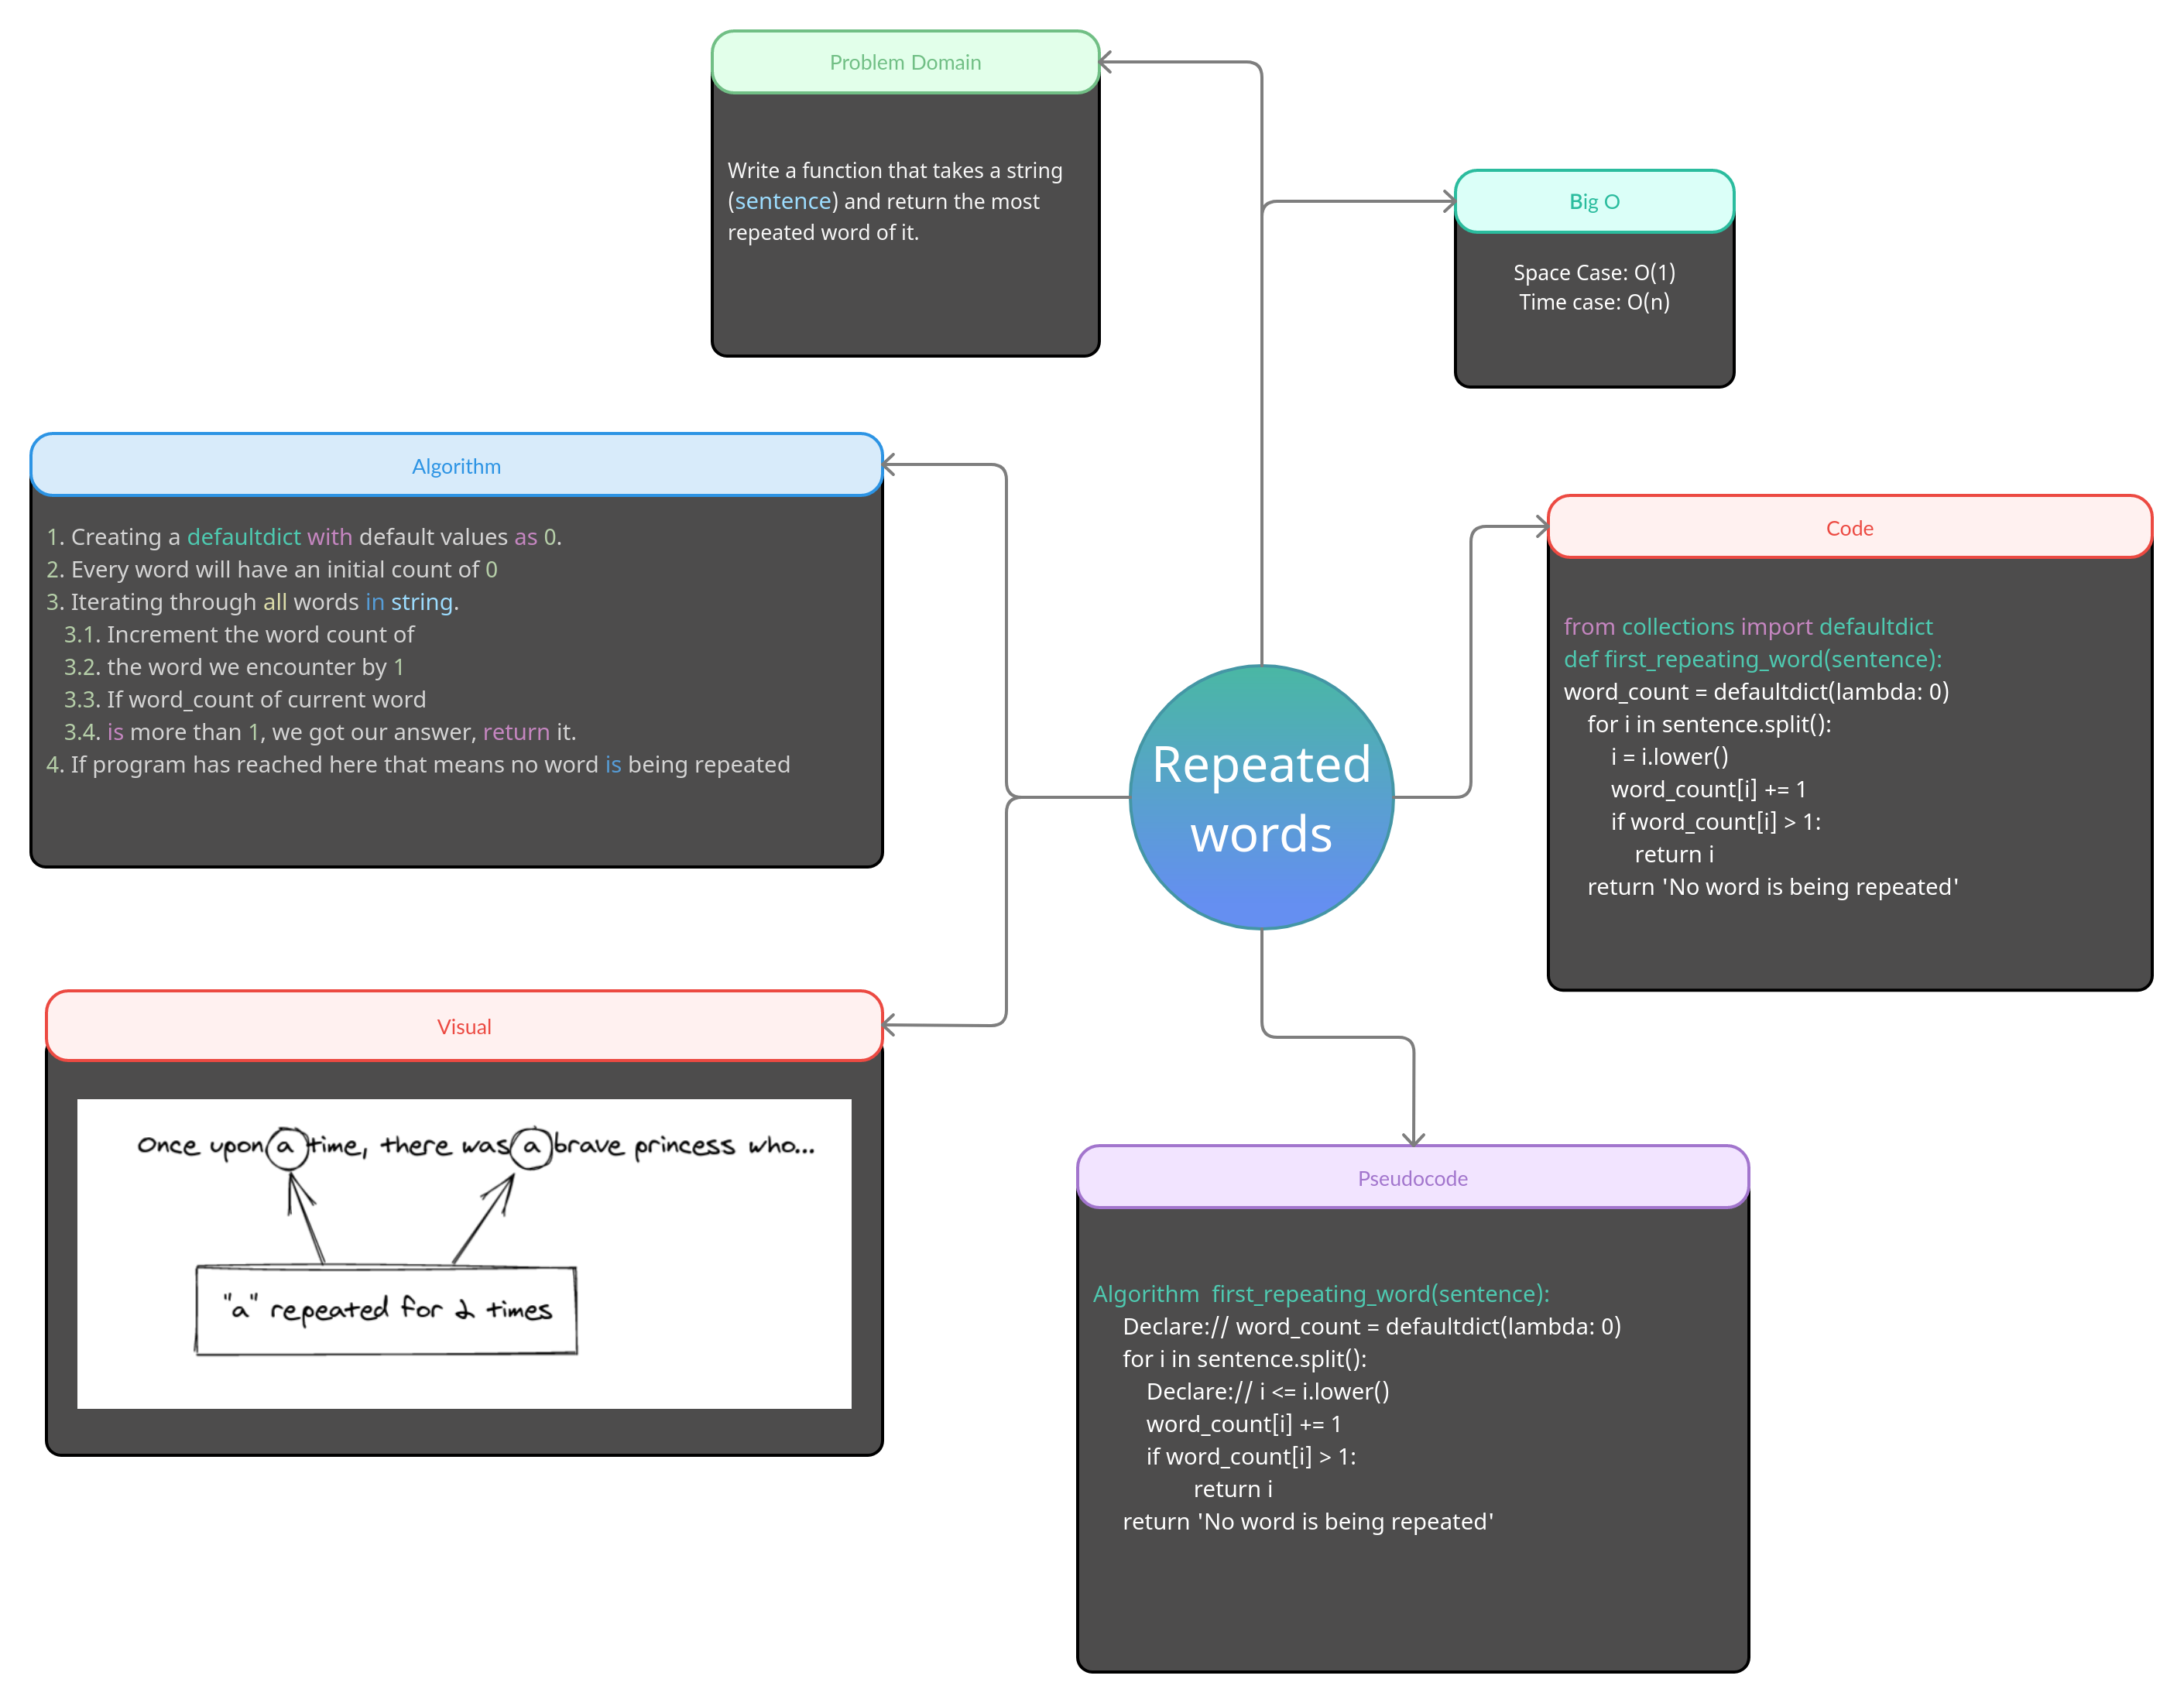 Problem Domain
Write a function that takes a string
(sentence) and return the most
repeated word of it.
Big O
Space Case: O(1)
Time case: O(n)
Algorithm
1. Creating a defaultdict with default values as 0.
2. Every word will have an initial count of 0
3. Iterating through all words in string.
3.1. Increment the word count of
3.2. the word we encounter by 1
3.3. If word_count of current word
3.4. is more than 1, we got our answer, return it.
4. If program has reached here that means no word is being repeated
Code
from collections import defaultdict
def first_repeating_word(sentence):
word_count = defaultdict(lambda: 0)
for i in sentence.split():
i = i.lower()
word_count[i] += 1
if word_count[i] > 1:
return i
return 'No word is being repeated'
Repeated
words
Visual
Once upon a time, there was a brave princess who...
"a" repeated for 2 times
Pseudocode
Algorithm  first_repeating_word(sentence):
Declare:// word_count = defaultdict(lambda: 0)
for i in sentence.split():
Declare:// i <= i.lower()
word_count[i] += 1
if word_count[i] > 1:
return i
return 'No word is being repeated'